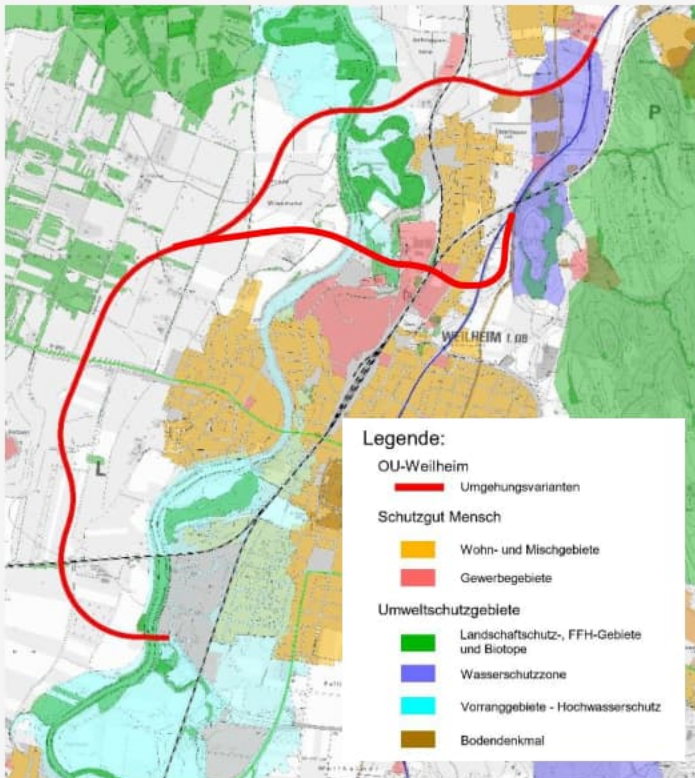 P
WEILHEIM i. OB
L
Legende:
OU-Weilheim
Umgehungsvarianten
Schutzgut Mensch
Wohn- und Mischgebiete
Gewerbegebiete
Umweltschutzgebiete
Landschaftschutz-, FFH-Gebiete
und Biotope
Wasserschutzzone
Vorranggebiete - Hochwasserschutz
Bodendenkmal